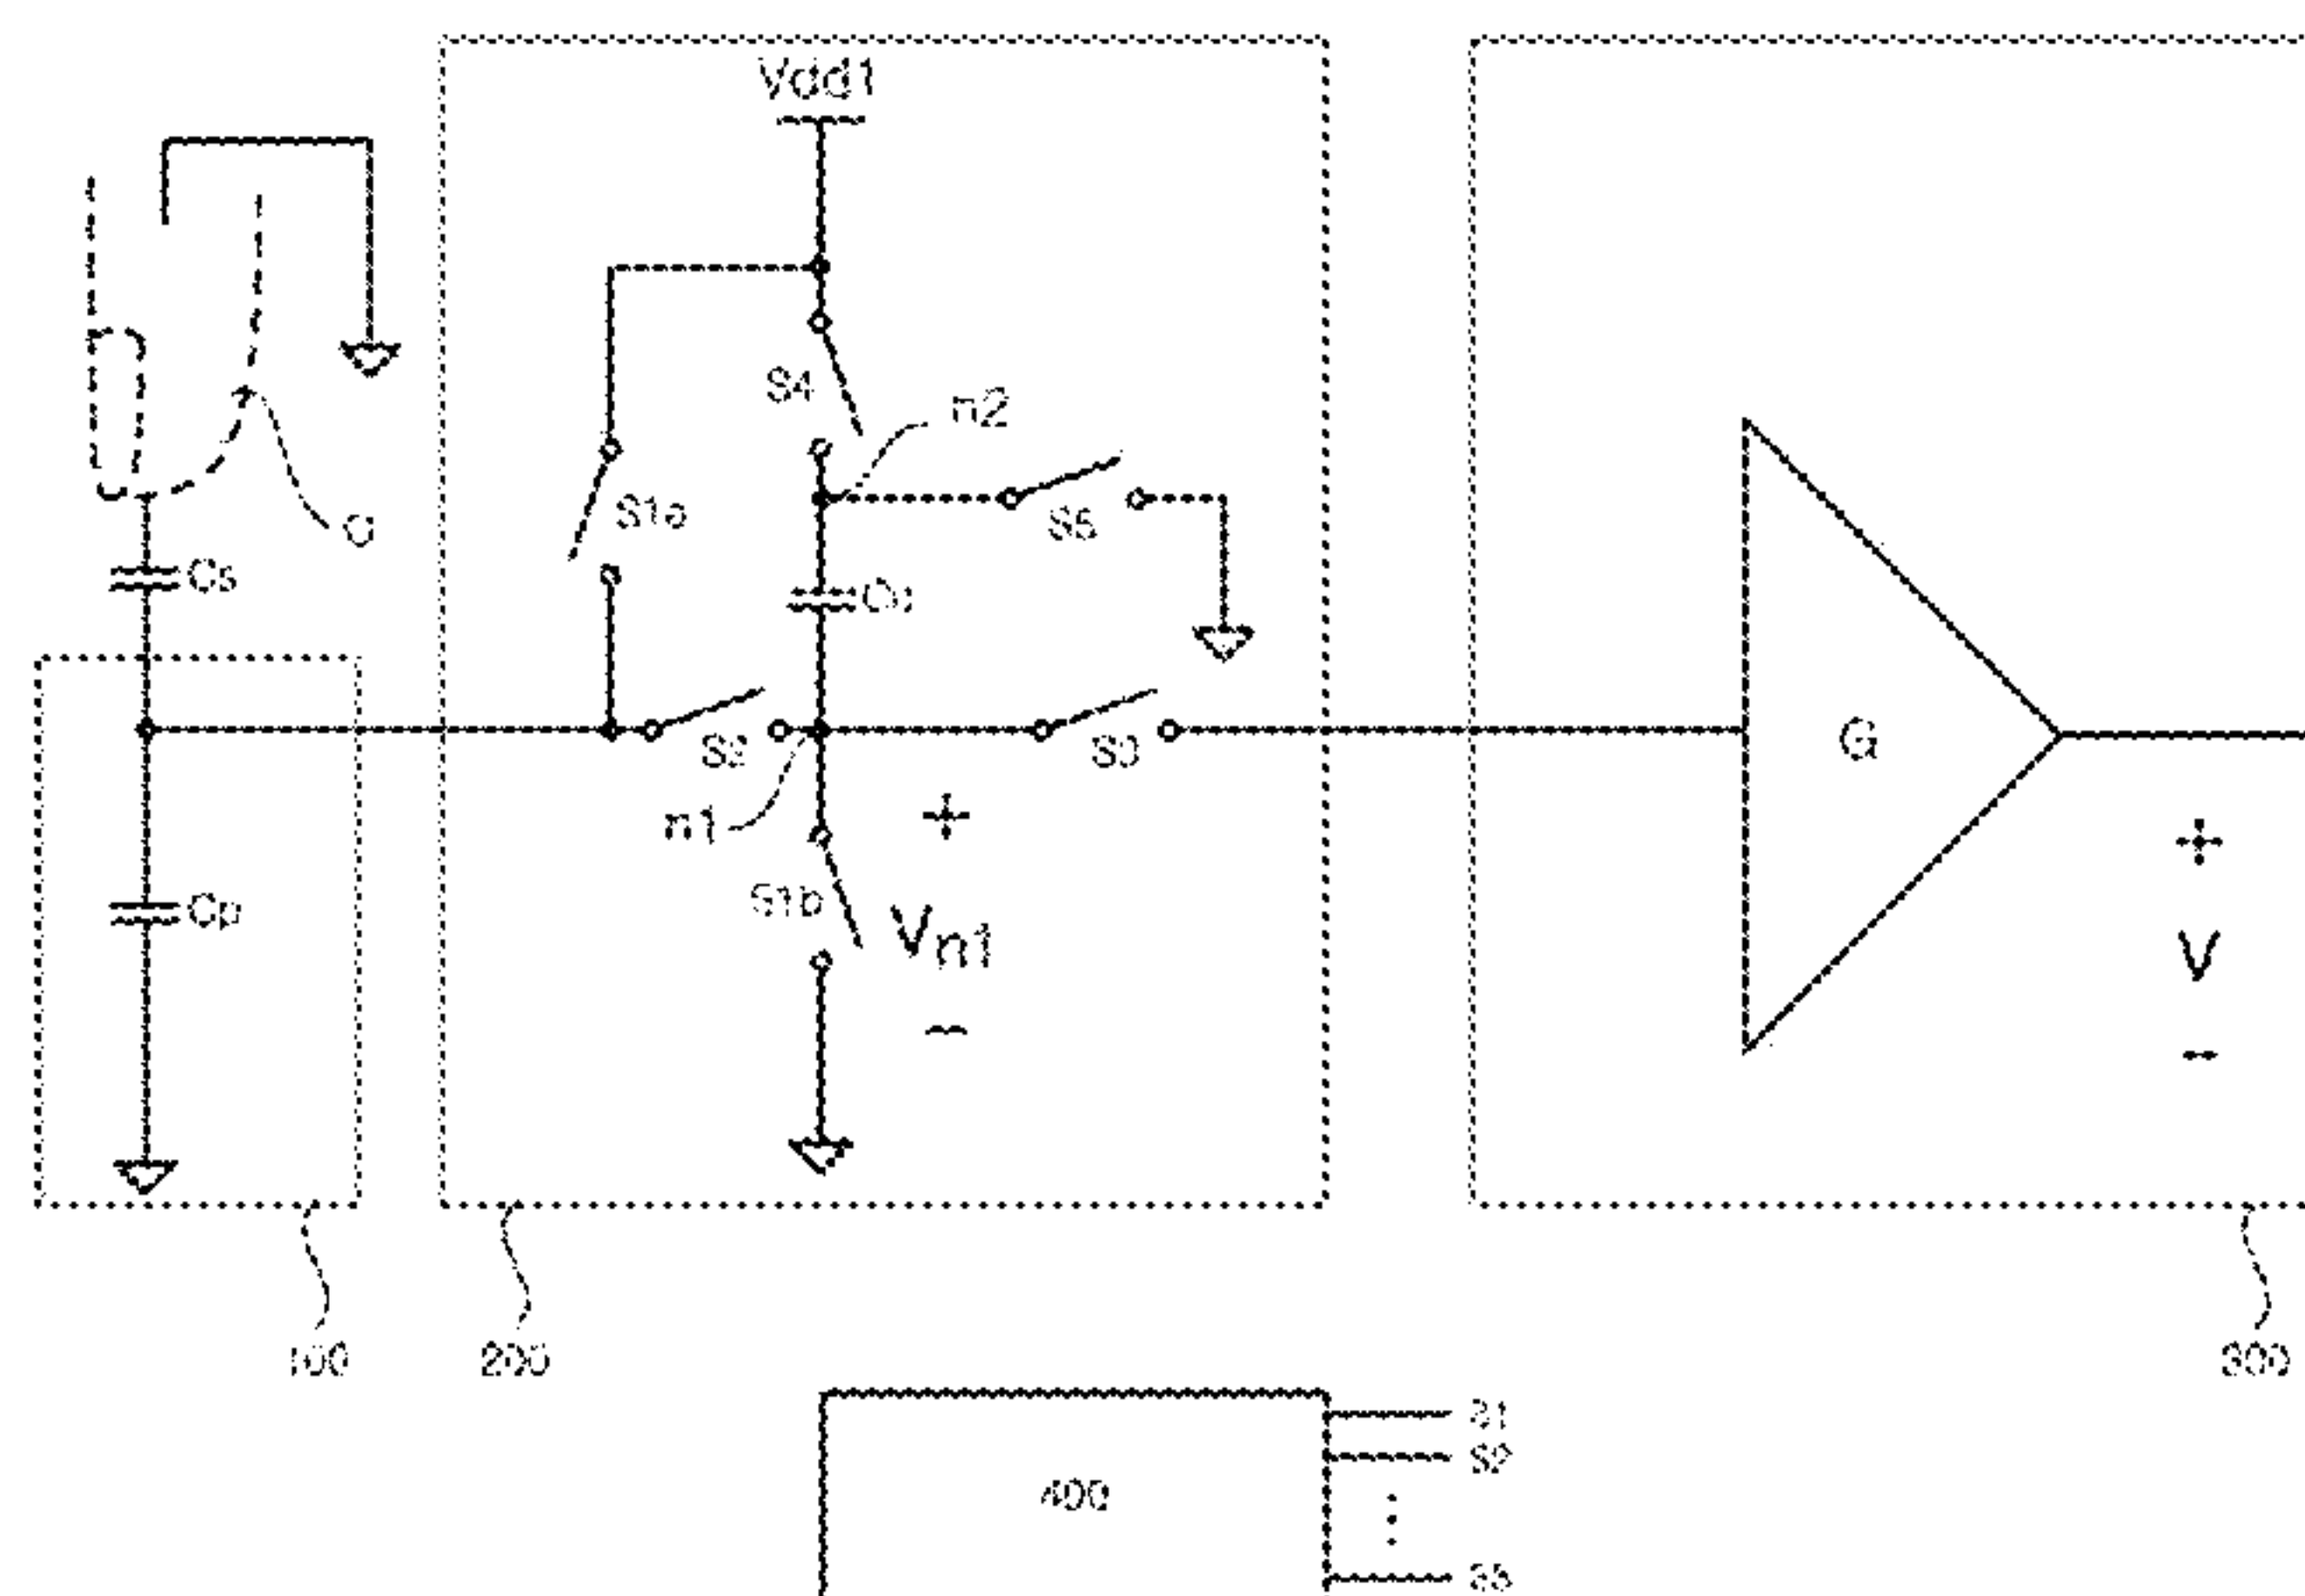 Vdd1
S4
n2
S1a
S5
Cs
S2
S3
G
n1
+
+
Cp
S1b
Vn1
V
−
−
100
200
300
S1
S2
400
S5